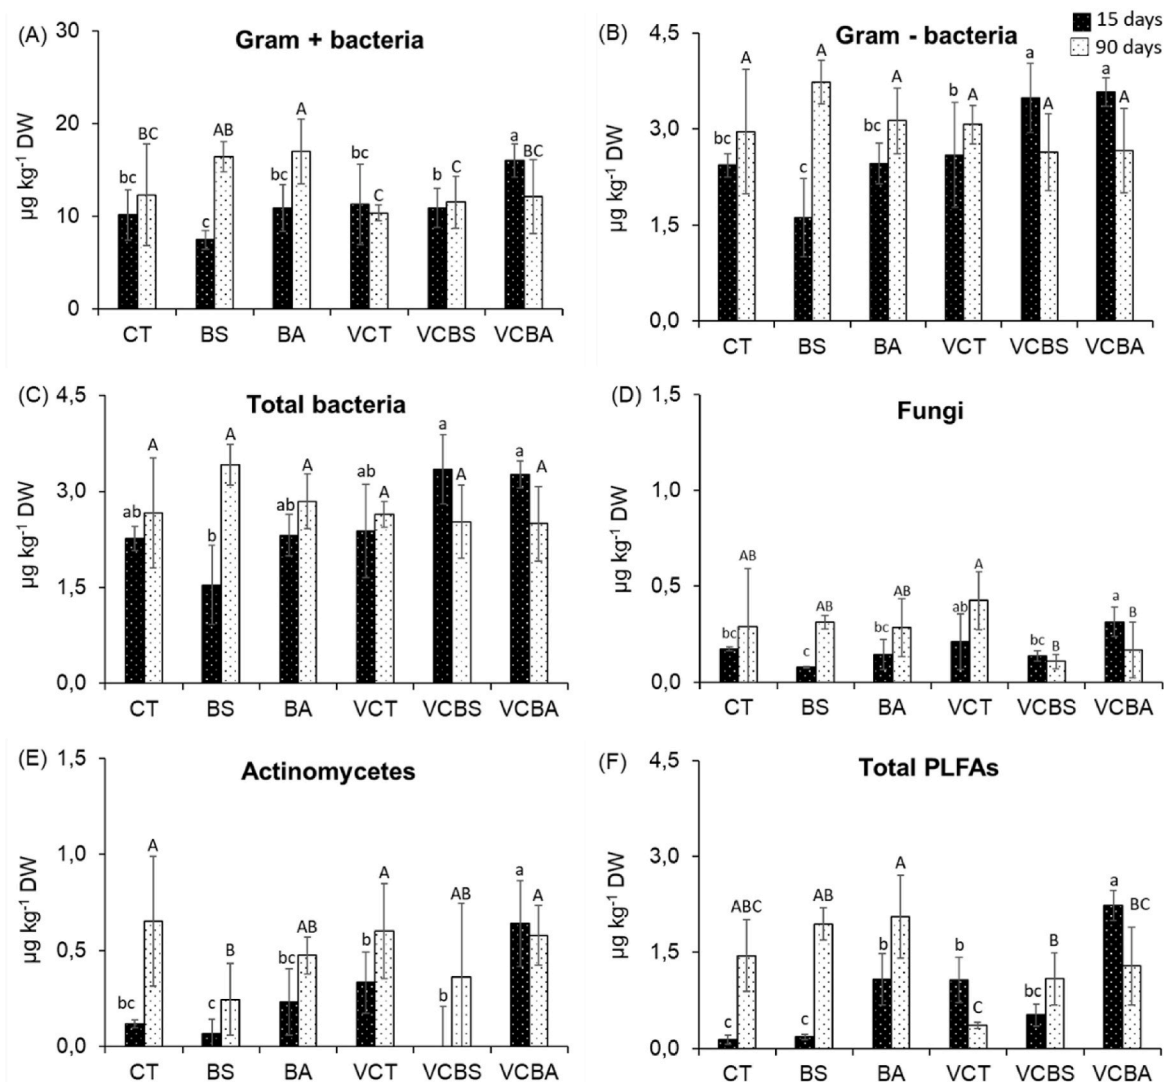 (A)
Gram + bacteria
µg kg-1 DW
30
20
10
0
bc
BC
c
AB
bc
A
bc
C
b
C
a
BC
CT BS BA VCT VCBS VCBA
(B)
Gram - bacteria
15 days
90 days
µg kg-1 DW
4,5
3,0
1,5
0,0
bc
A
c
A
bc
A
b
A
a
A
a
A
CT BS BA VCT VCBS VCBA
(C)
Total bacteria
µg kg-1 DW
4,5
3,0
1,5
0,0
ab
A
b
A
ab
A
ab
A
a
A
a
A
CT BS BA VCT VCBS VCBA
(D)
Fungi
µg kg-1 DW
1,5
1,0
0,5
0,0
bc
AB
c
AB
bc
AB
ab
A
bc
B
a
B
CT BS BA VCT VCBS VCBA
(E)
Actinomycetes
µg kg-1 DW
1,5
1,0
0,5
0,0
bc
A
c
B
bc
AB
b
A
b
AB
a
A
CT BS BA VCT VCBS VCBA
(F)
Total PLFAs
µg kg-1 DW
4,5
3,0
1,5
0,0
c
ABC
c
AB
b
A
b
C
bc
B
a
BC
CT BS BA VCT VCBS VCBA